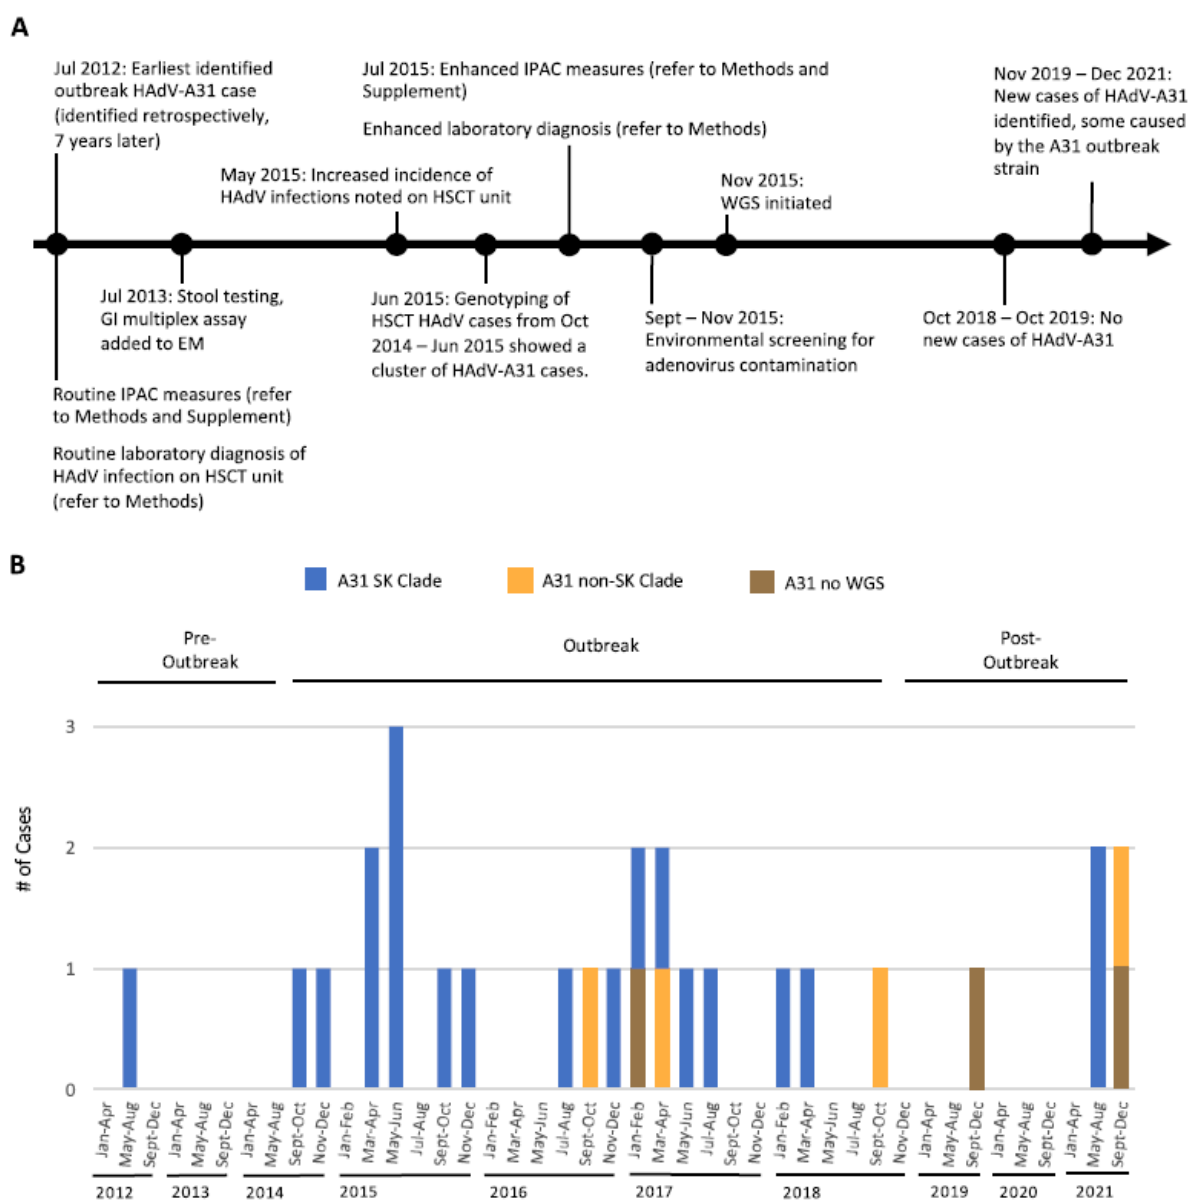 A
Jul 2012: Earliest identified
outbreak HAdV-A31 case
(identified retrospectively,
7 years later)
Jul 2015: Enhanced IPAC measures (refer to Methods and
Supplement)
Enhanced laboratory diagnosis (refer to Methods)
Nov 2019 – Dec 2021:
New cases of HAdV-A31
identified, some caused
by the A31 outbreak
strain
May 2015: Increased incidence of
HAdV infections noted on HSCT unit
Nov 2015:
WGS initiated
Jul 2013: Stool testing,
GI multiplex assay
added to EM
Jun 2015: Genotyping of
HSCT HAdV cases from Oct
2014 – Jun 2015 showed a
cluster of HAdV-A31 cases.
Sept – Nov 2015:
Environmental screening for
adenovirus contamination
Oct 2018 – Oct 2019: No
new cases of HAdV-A31
Routine IPAC measures (refer
to Methods and Supplement)
Routine laboratory diagnosis of
HAdV infection on HSCT unit
(refer to Methods)
B
A31 SK Clade
A31 non-SK Clade
A31 no WGS
Pre-
Outbreak
Outbreak
Post-
Outbreak
# of Cases
3
2
1
0
Jan-Apr
May-Aug
Sept-Dec
Jan-Apr
May-Aug
Sept-Dec
Jan-Apr
May-Aug
Sept-Oct
Nov-Dec
Jan-Feb
Mar-Apr
May-Jun
Jul-Aug
Sept-Oct
Nov-Dec
Jan-Feb
Mar-Apr
May-Jun
Jul-Aug
Sept-Oct
Nov-Dec
Jan-Feb
Mar-Apr
May-Jun
Jul-Aug
Sept-Oct
Nov-Dec
Jan-Feb
Mar-Apr
May-Jun
Jul-Aug
Sept-Oct
Nov-Dec
Jan-Apr
May-Aug
Sept-Dec
Jan-Apr
May-Aug
Sept-Dec
Jan-Apr
May-Aug
Sept-Dec
2012
2013
2014
2015
2016
2017
2018
2019
2020
2021